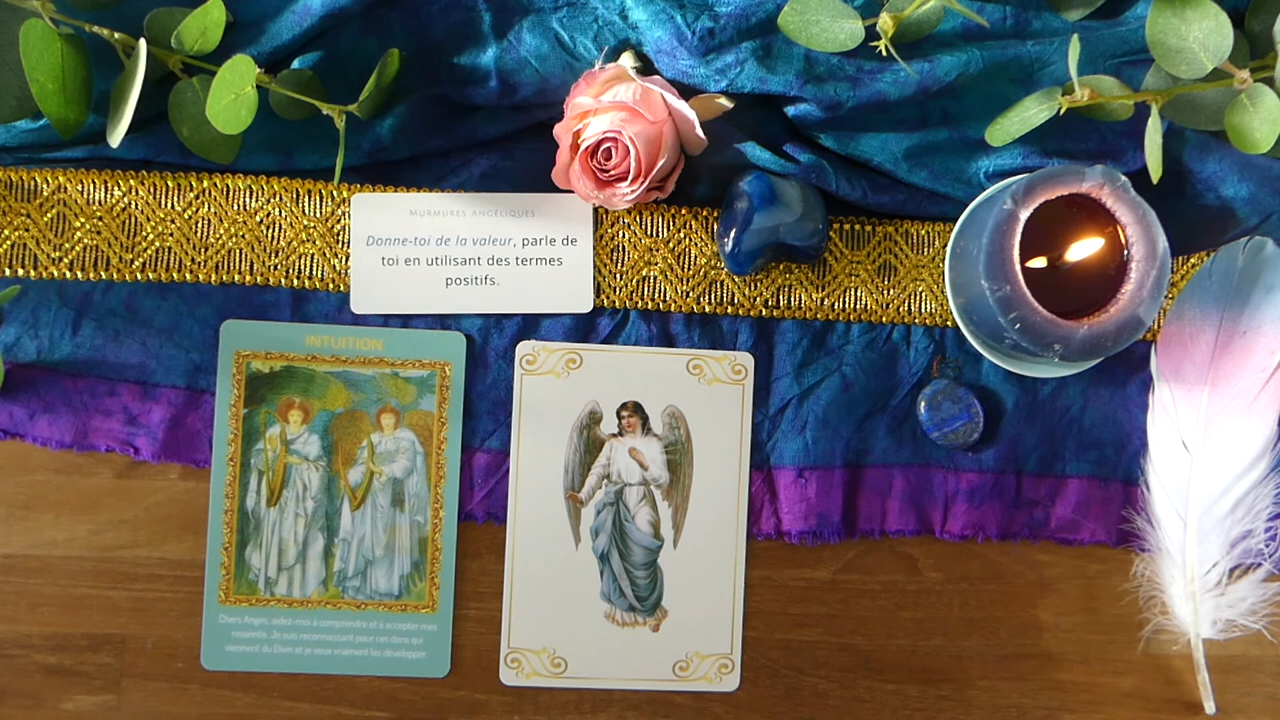 MURMURES ANGÉLIQUES
Donne-toi de la valeur, parle de
toi en utilisant des termes
positifs.
INTUITION
Chers Anges, aidez-moi à comprendre et à accepter mes
ressentis. Je suis reconnaissant pour ces dons qui
viennent du Divin et je veux vraiment les développer.